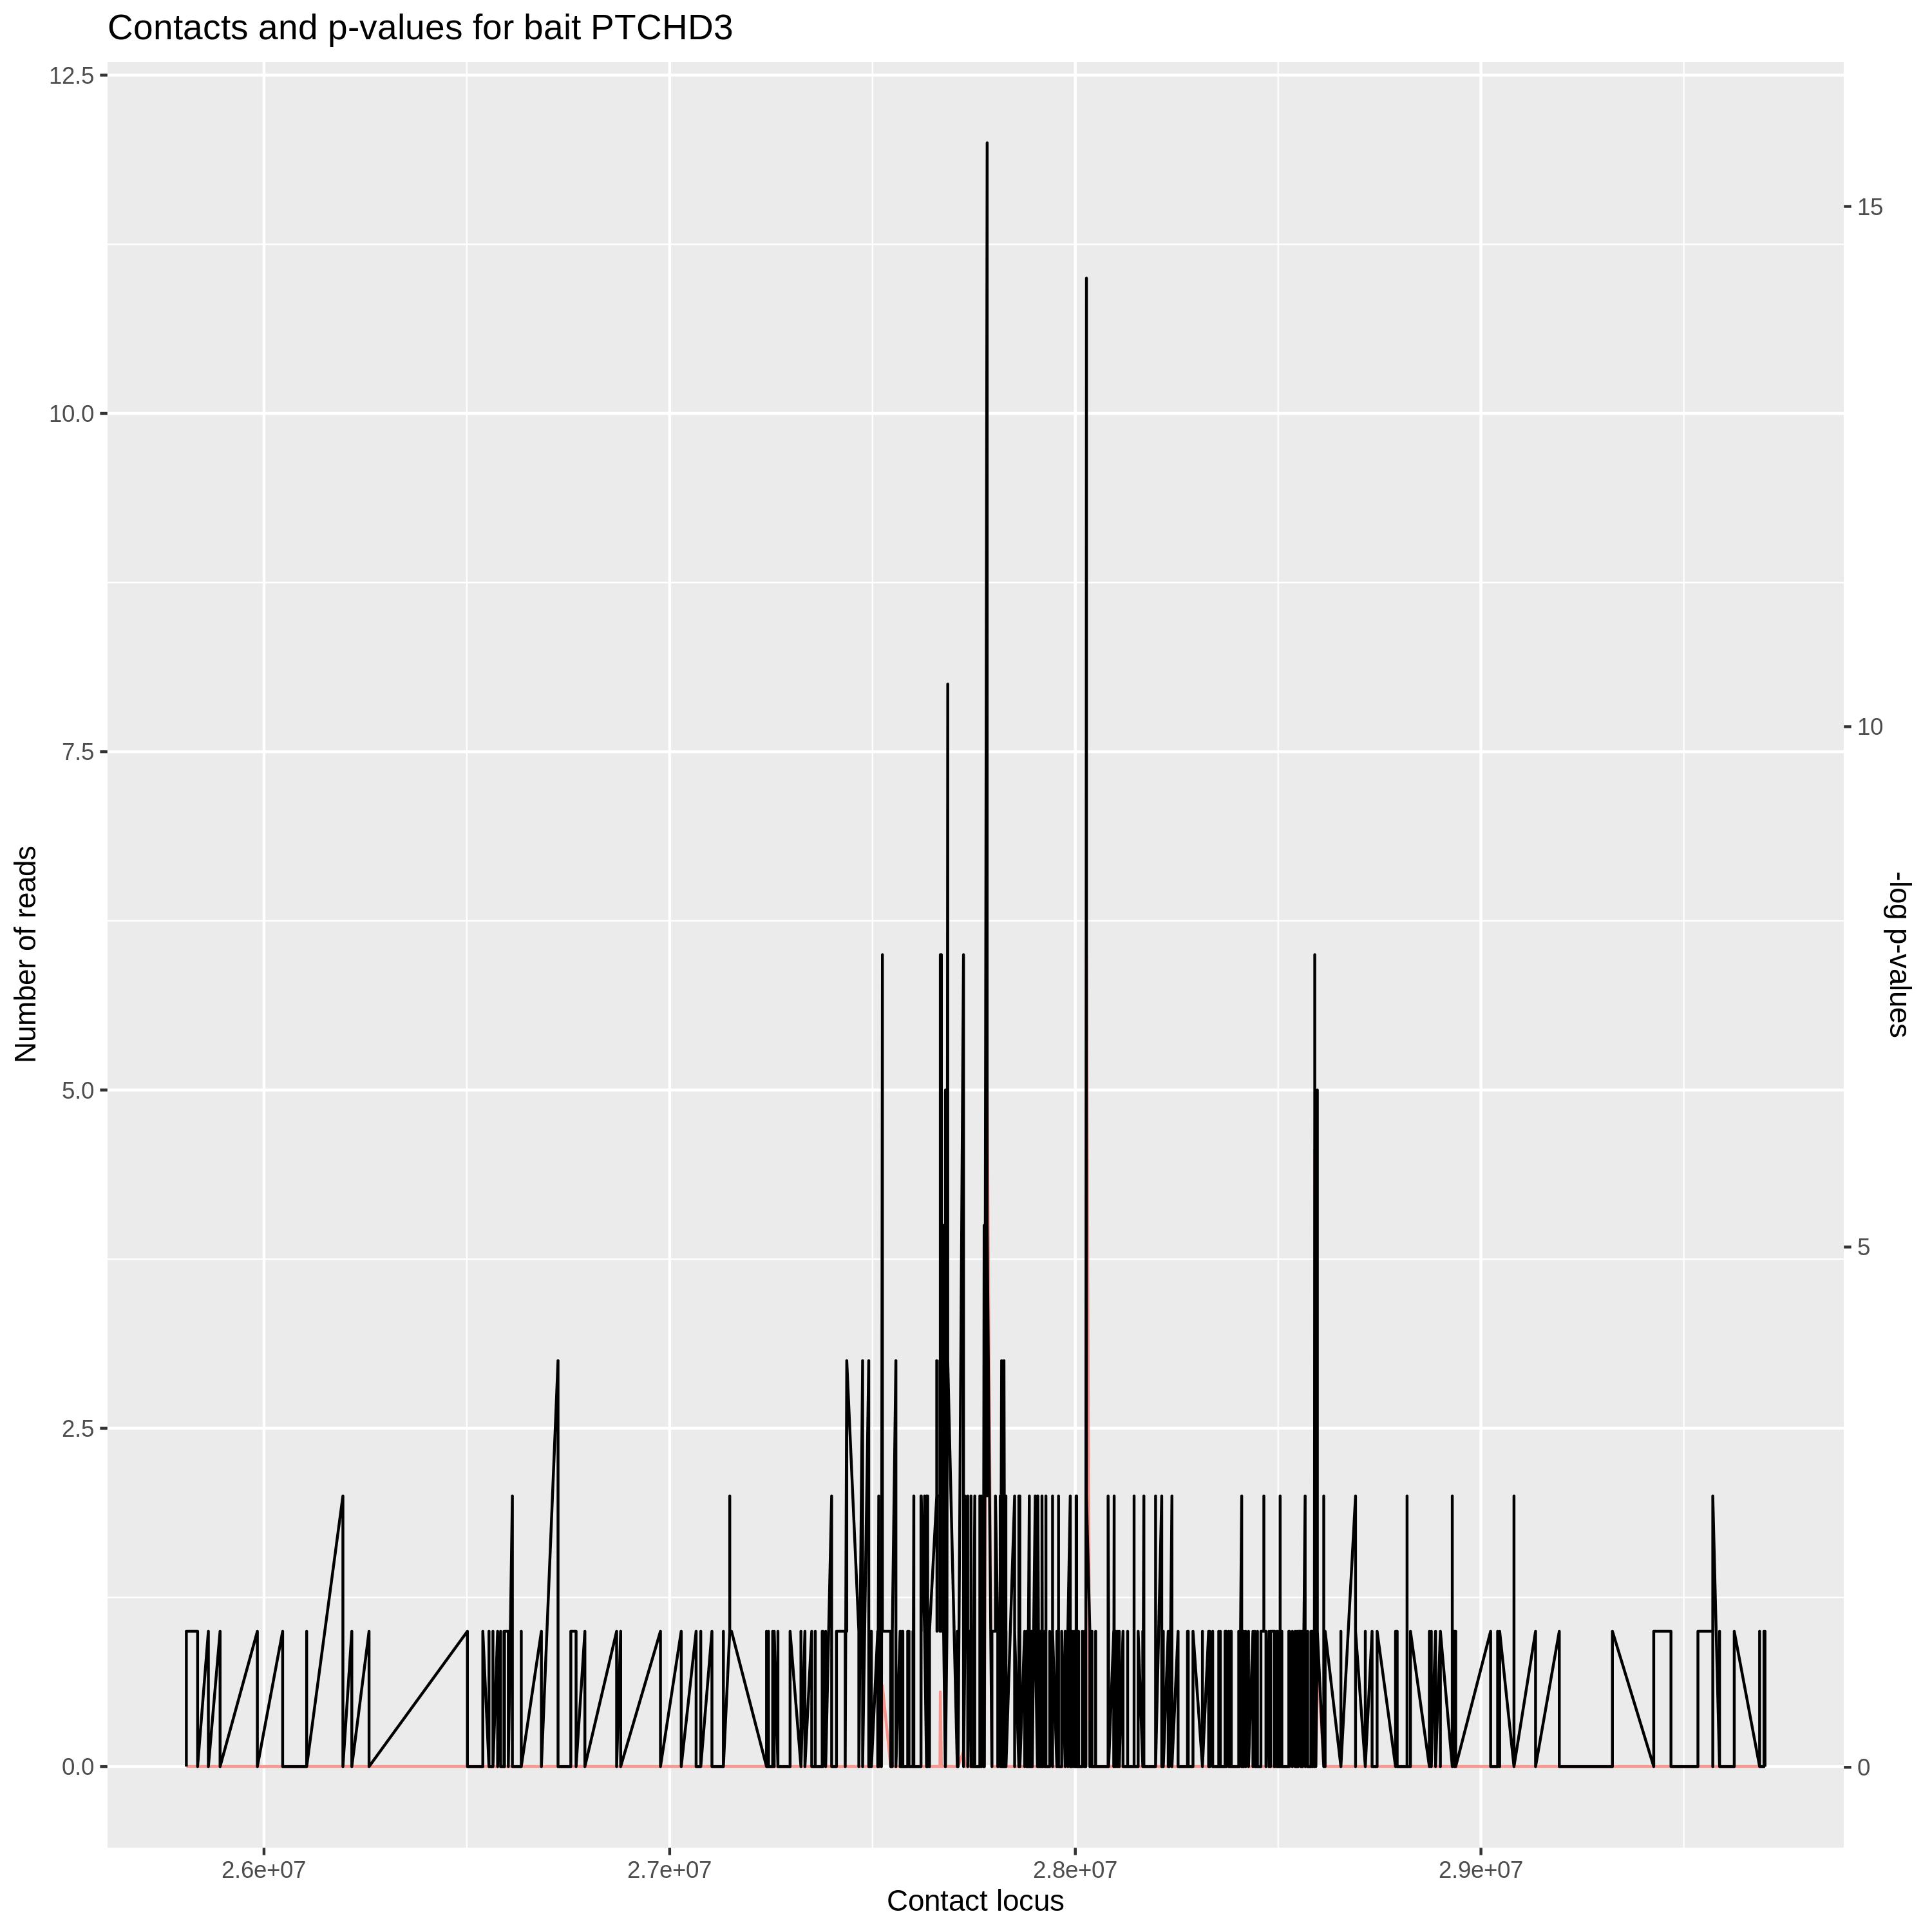 Contacts and p-values for bait PTCHD3
12.5
10.0
7.5
5.0
2.5
0.0
Number of reads
15
10
5
0
-log p-values
2.6e+07 2.7e+07 2.8e+07 2.9e+07
Contact locus